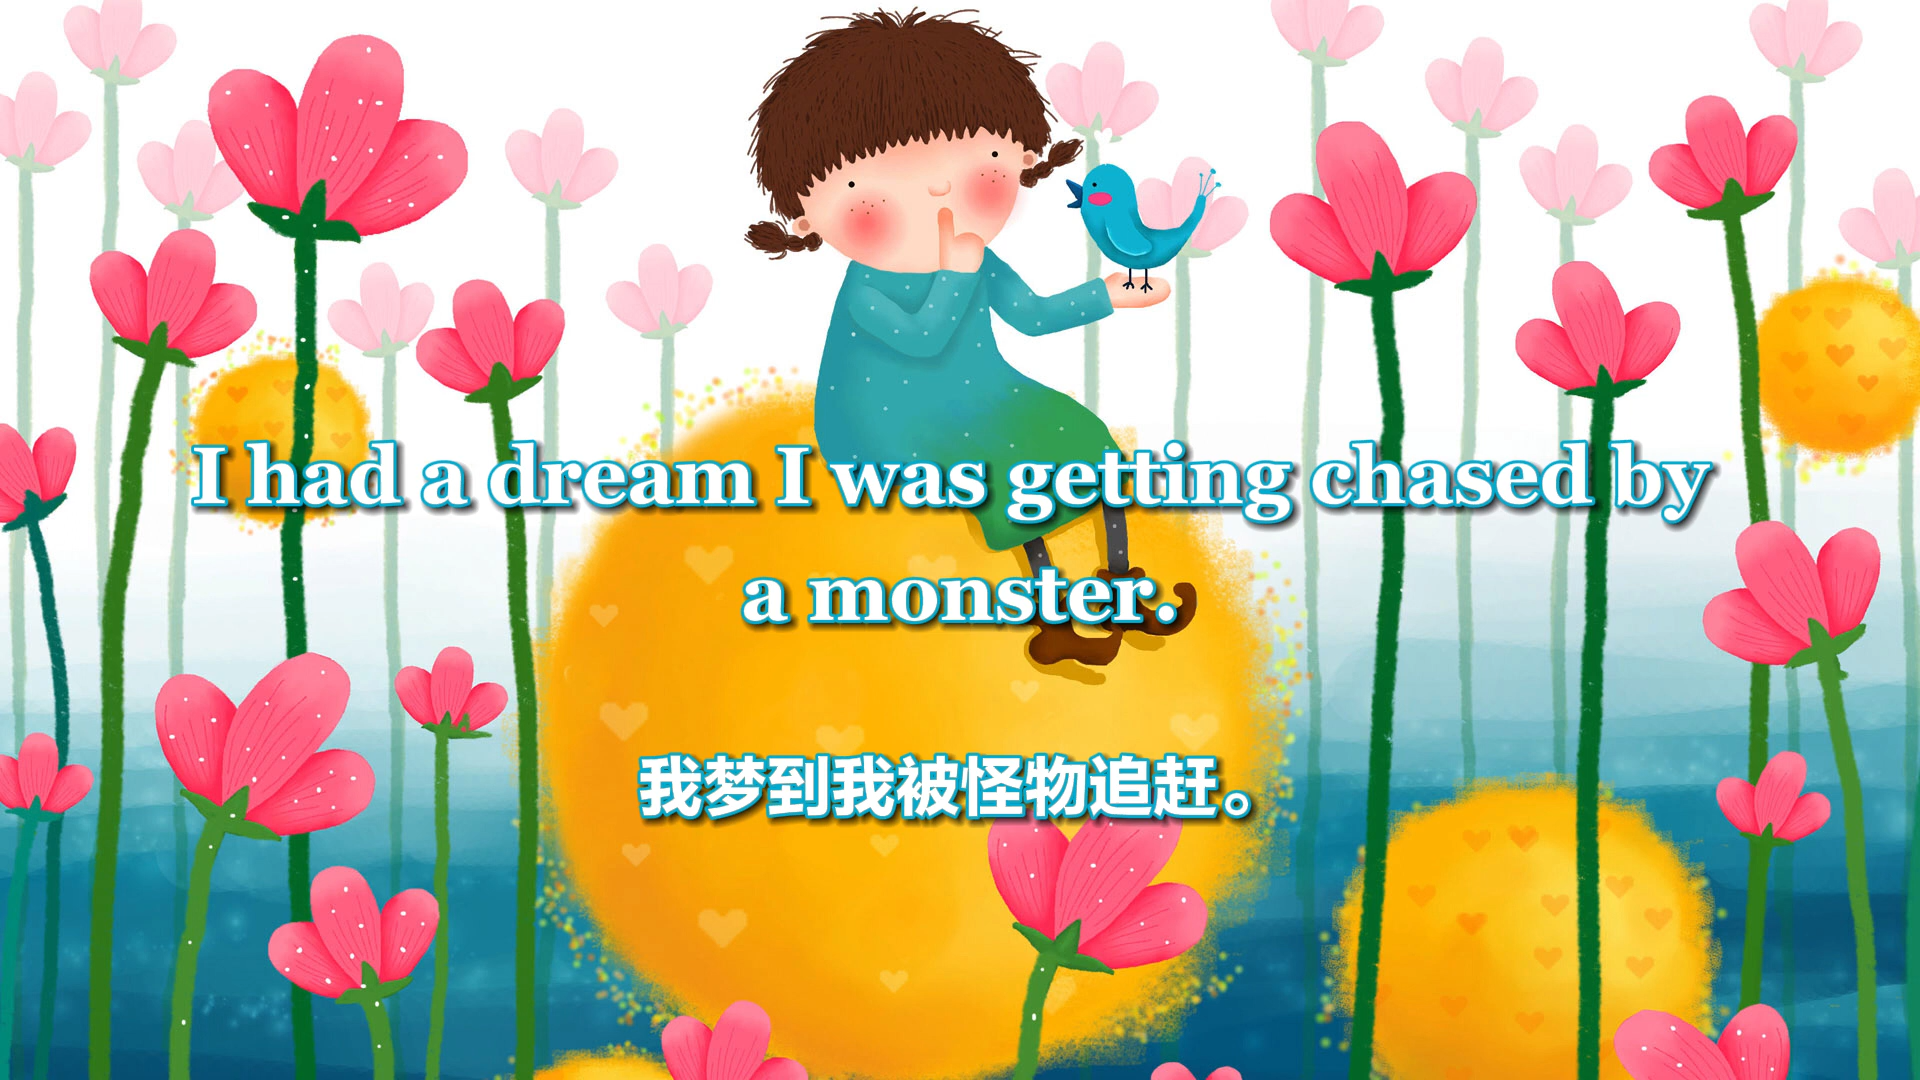 I had a dream I was getting chased by
a monster.
我梦到我被怪物追赶。